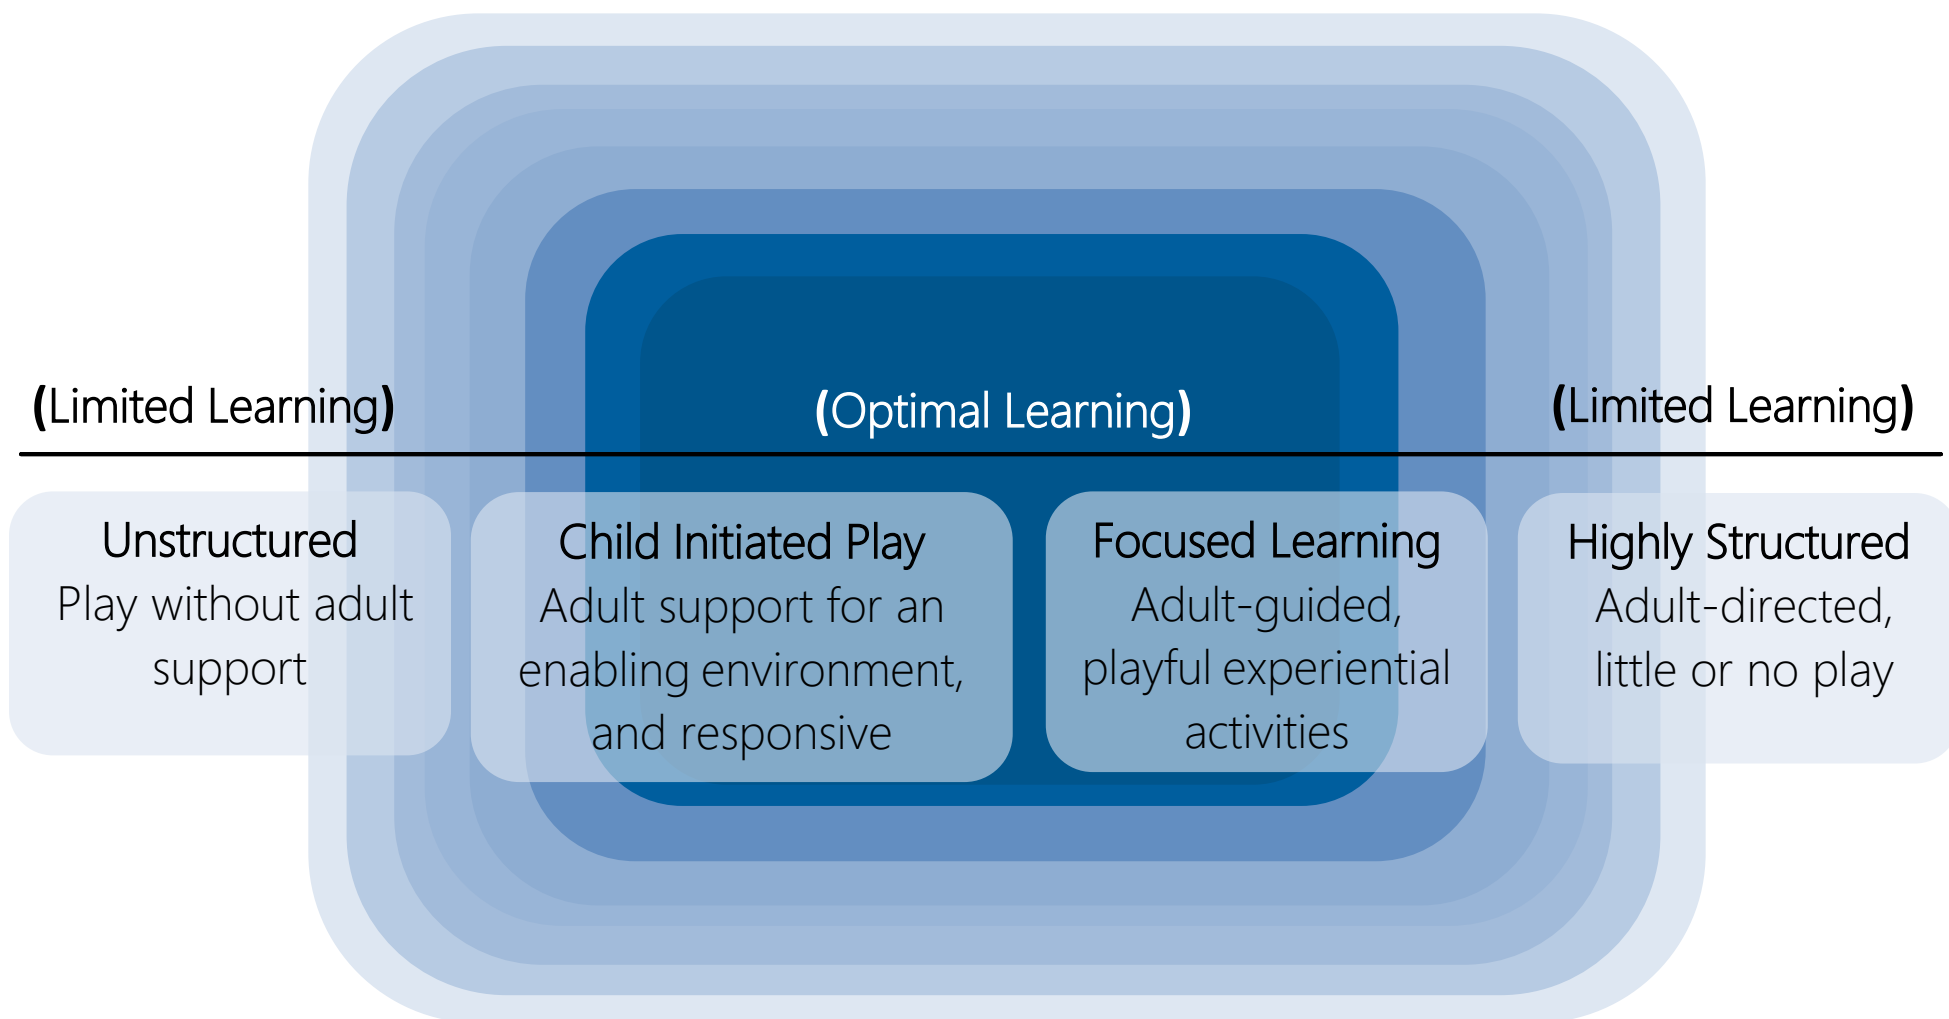 (Limited Learning)
(Optimal Learning)
(Limited Learning)
Unstructured
Play without adult
support
Child Initiated Play
Adult support for an
enabling environment,
and responsive
Focused Learning
Adult-guided,
playful experiential
activities
Highly Structured
Adult-directed,
little or no play